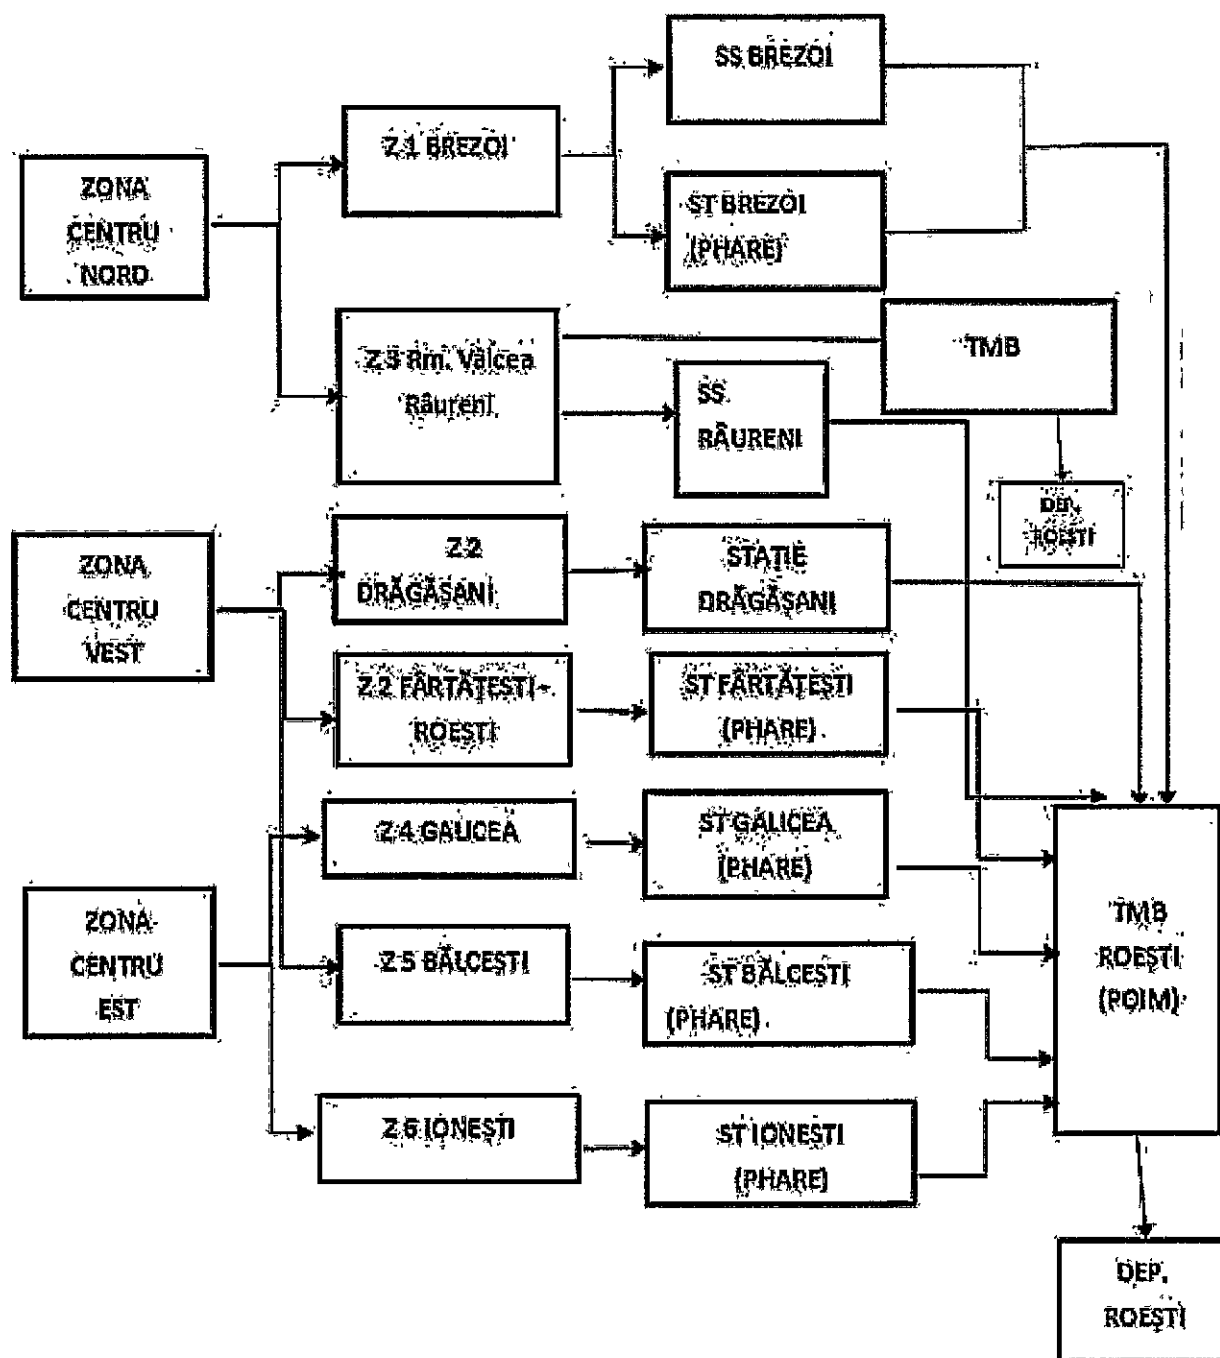 SS BREZOI
Z 1 BREZOI
ZONA
CENTRU
NORD
ST BREZOI
(PHARE)
Z 3 Rm. Vâlcea
Râureni
TMB
SS
RÂURENI
DEP.
ROEȘTI
ZONA
CENTRU
VEST
Z 2
DRĂGĂȘANI
STAȚIE
DRĂGĂȘANI
Z 2 FÂRTĂȚEȘTI -
ROEȘTI
ST FÂRTĂȚEȘTI
(PHARE)
Z 4 GALICEA
ST GALICEA
(PHARE)
ZONA
CENTRU
EST
Z 5 BĂLCEȘTI
ST BĂLCEȘTI
(PHARE)
TMB
ROEȘTI
(POIM)
Z 6 IONEȘTI
ST IONEȘTI
(PHARE)
DEP.
ROEȘTI